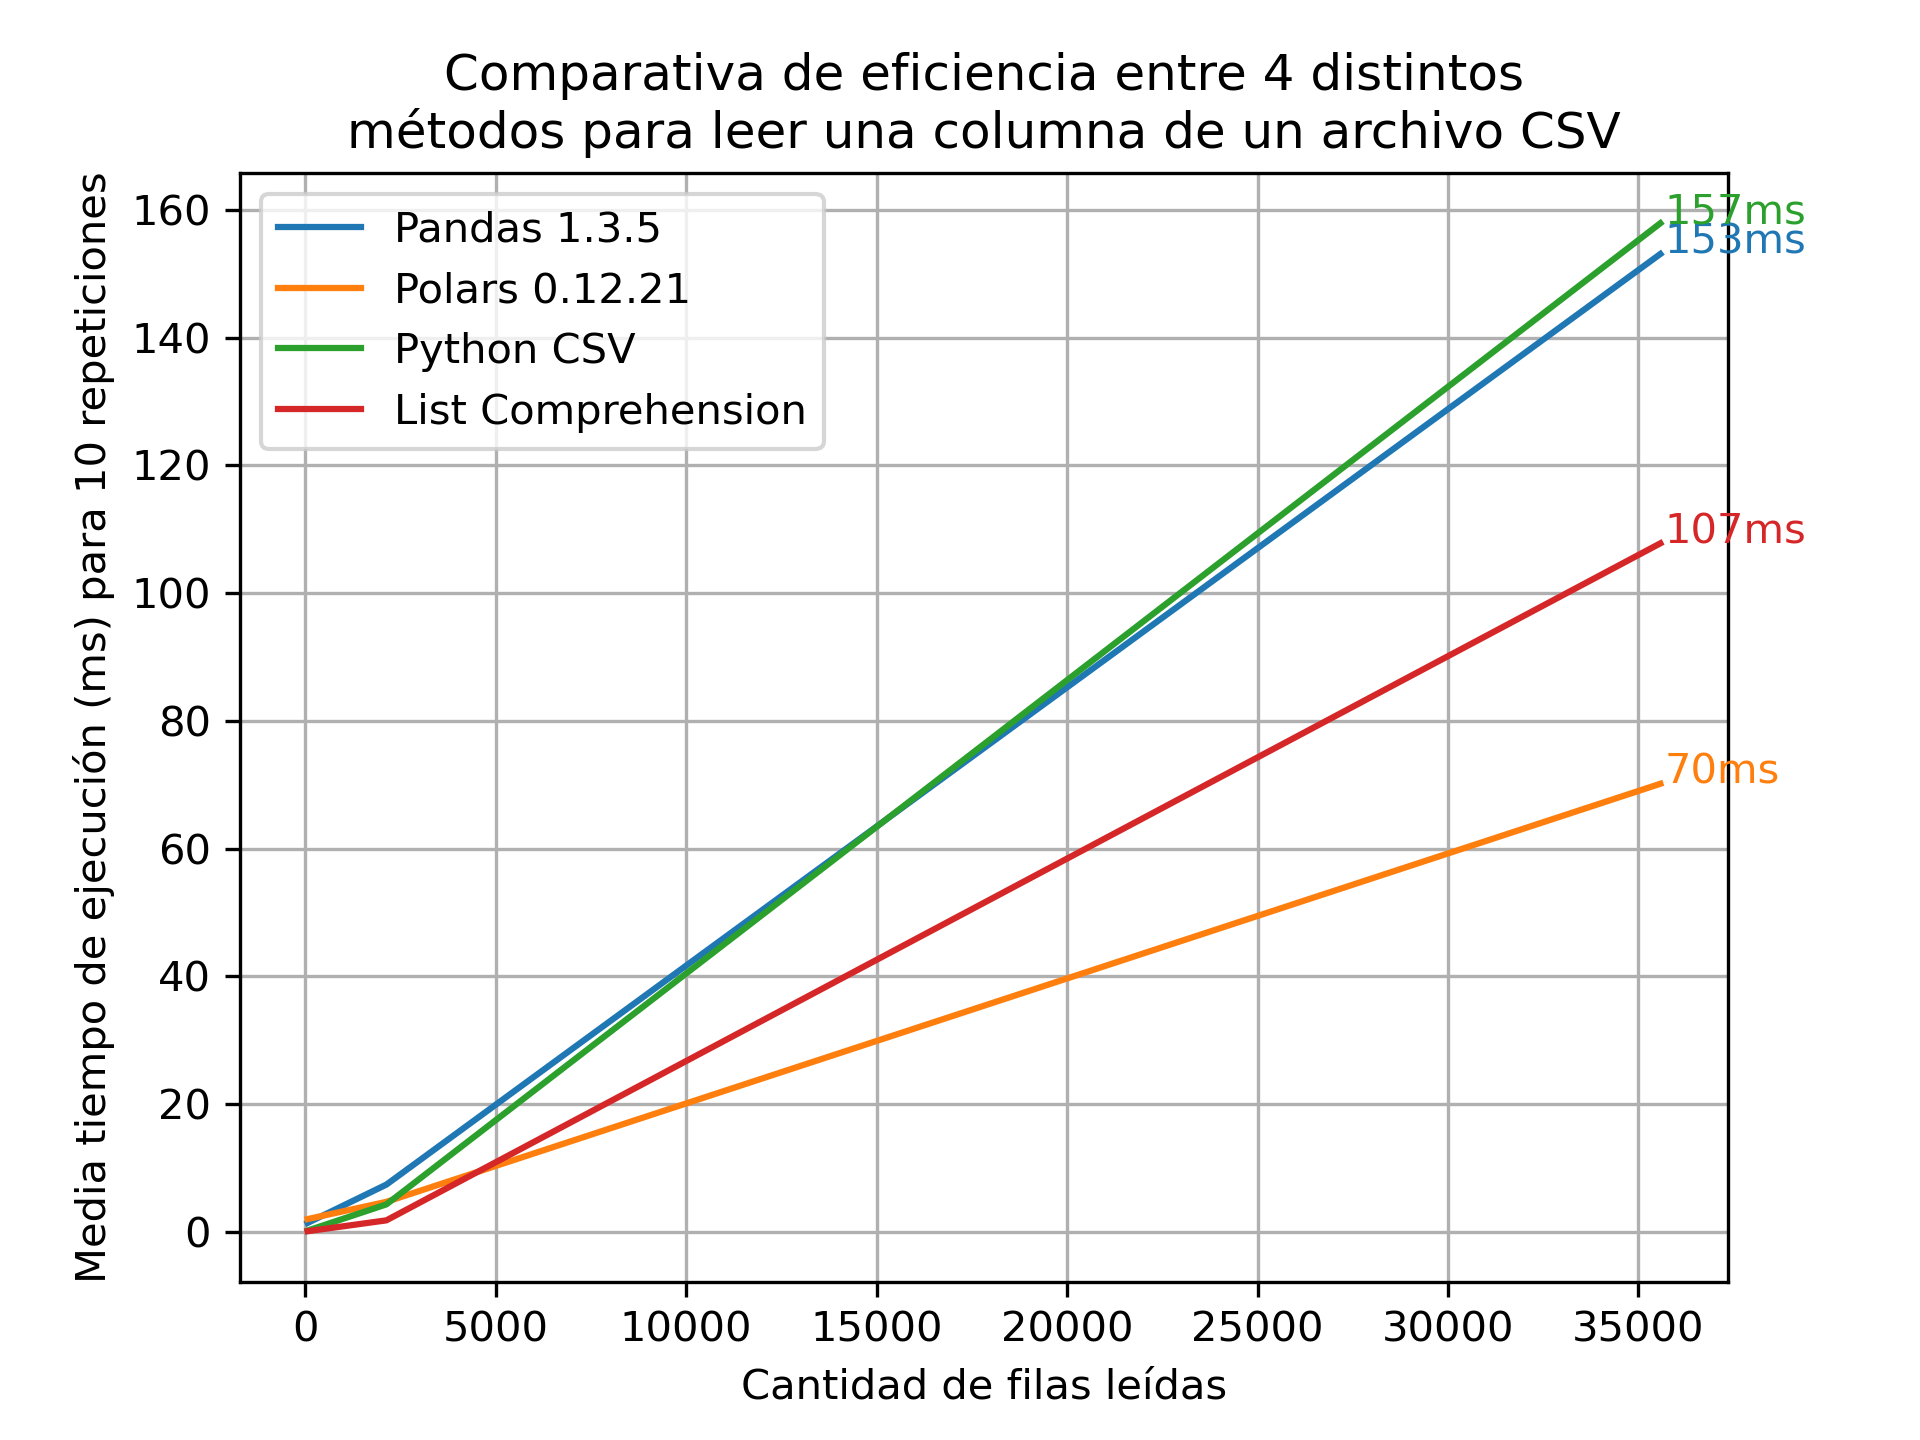 Comparativa de eficiencia entre 4 distintos
métodos para leer una columna de un archivo CSV
Media tiempo de ejecución (ms) para 10 repeticiones
160
140
120
100
80
60
40
20
0
Pandas 1.3.5
Polars 0.12.21
Python CSV
List Comprehension
157ms
153ms
107ms
70ms
0 5000 10000 15000 20000 25000 30000 35000
Cantidad de filas leídas